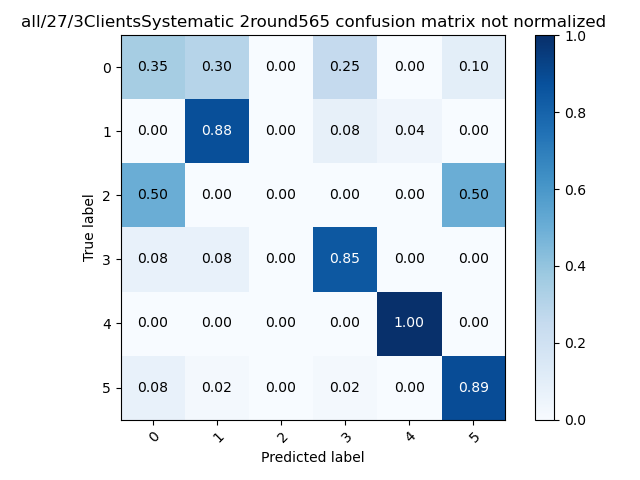 all/27/3ClientsSystematic 2round565 confusion matrix not normalized
0 0.35 0.30 0.00 0.25 0.00 0.10
1 0.00 0.88 0.00 0.08 0.04 0.00
2 0.50 0.00 0.00 0.00 0.00 0.50
3 0.08 0.08 0.00 0.85 0.00 0.00
4 0.00 0.00 0.00 0.00 1.00 0.00
5 0.08 0.02 0.00 0.02 0.00 0.89
0 1 2 3 4 5
True label
Predicted label
1.0
0.8
0.6
0.4
0.2
0.0